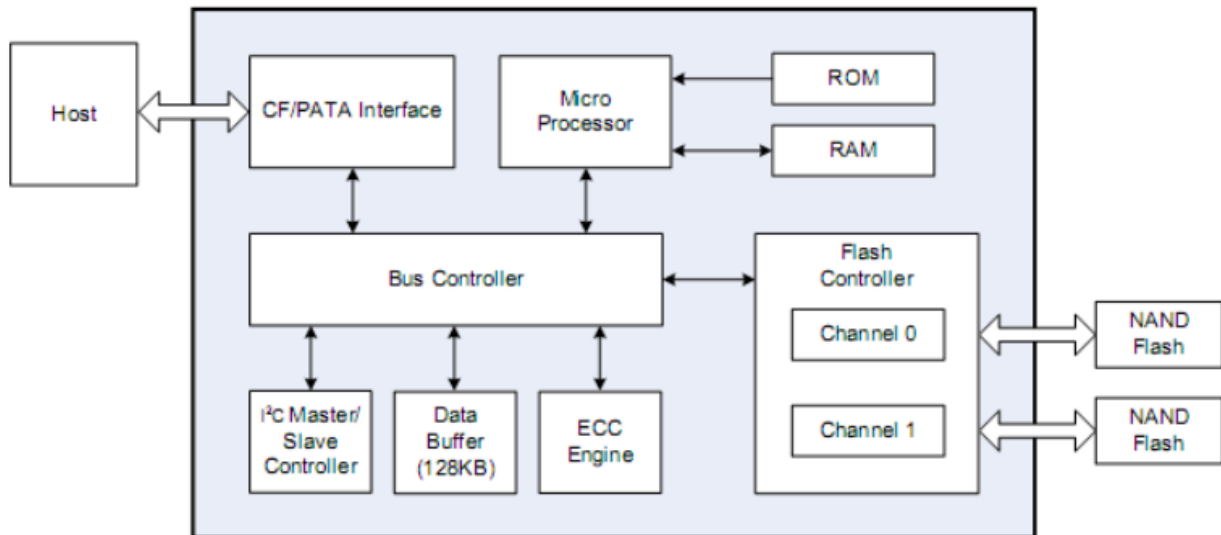 Host
CF/PATA Interface
Micro
Processor
ROM
RAM
Bus Controller
Flash
Controller
Channel 0
Channel 1
NAND
Flash
NAND
Flash
I²C Master/
Slave
Controller
Data
Buffer
(128KB)
ECC
Engine